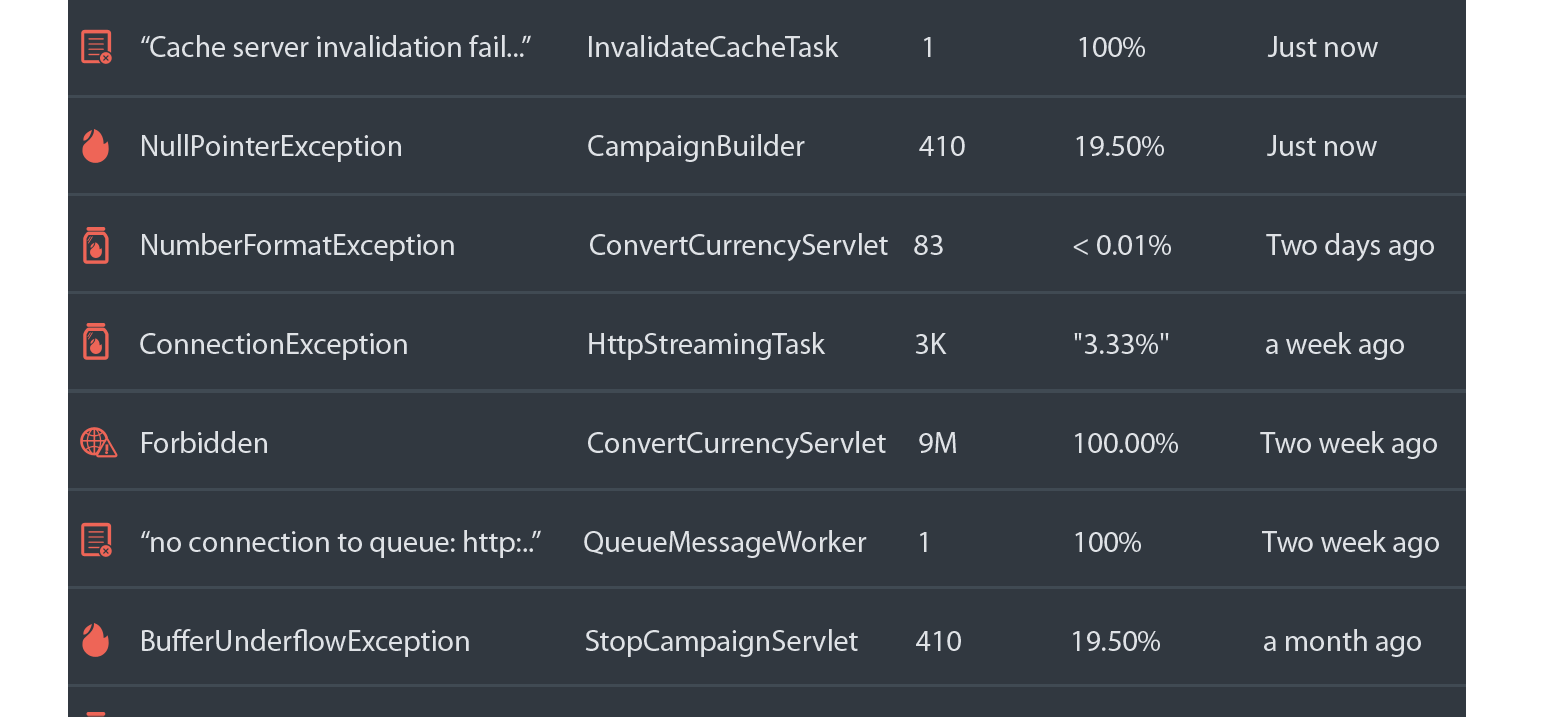 “Cache server invalidation fail...” InvalidateCacheTask 1 100% Just now
NullPointerException CampaignBuilder 410 19.50% Just now
NumberFormatException ConvertCurrencyServlet 83 < 0.01% Two days ago
ConnectionException HttpStreamingTask 3K "3.33%" a week ago
Forbidden ConvertCurrencyServlet 9M 100.00% Two week ago
“no connection to queue: http:..” QueueMessageWorker 1 100% Two week ago
BufferUnderflowException StopCampaignServlet 410 19.50% a month ago